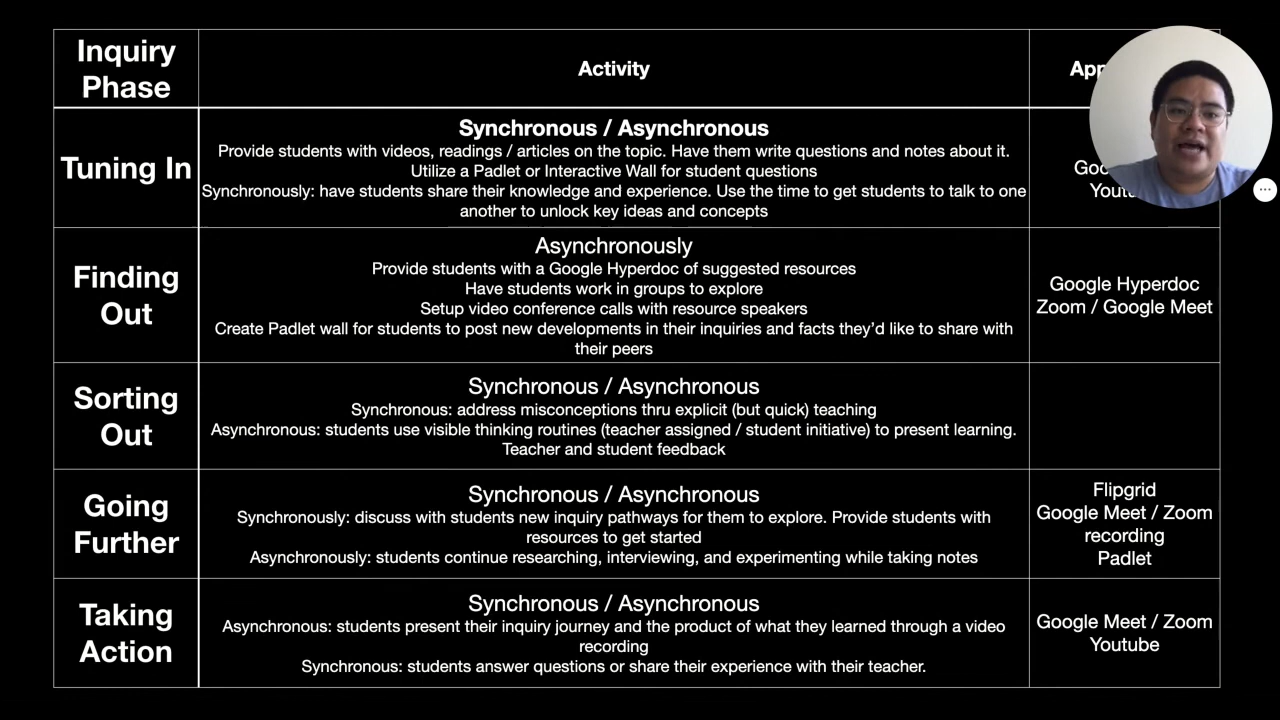 Inquiry
Phase
Activity
Tuning In
Synchronous / Asynchronous
Provide students with videos, readings / articles on the topic. Have them write questions and notes about it.
Utilize a Padlet or Interactive Wall for student questions
Synchronously: have students share their knowledge and experience. Use the time to get students to talk to one
another to unlock key ideas and concepts
Finding
Out
Asynchronously
Provide students with a Google Hyperdoc of suggested resources
Have students work in groups to explore
Setup video conference calls with resource speakers
Create Padlet wall for students to post new developments in their inquiries and facts they’d like to share with
their peers
Google Hyperdoc
Zoom / Google Meet
Sorting
Out
Synchronous / Asynchronous
Synchronous: address misconceptions thru explicit (but quick) teaching
Asynchronous: students use visible thinking routines (teacher assigned / student initiative) to present learning.
Teacher and student feedback
Going
Further
Synchronous / Asynchronous
Synchronously: discuss with students new inquiry pathways for them to explore. Provide students with
resources to get started
Asynchronously: students continue researching, interviewing, and experimenting while taking notes
Flipgrid
Google Meet / Zoom
recording
Padlet
Taking
Action
Synchronous / Asynchronous
Asynchronous: students present their inquiry journey and the product of what they learned through a video
recording
Synchronous: students answer questions or share their experience with their teacher.
Google Meet / Zoom
Youtube